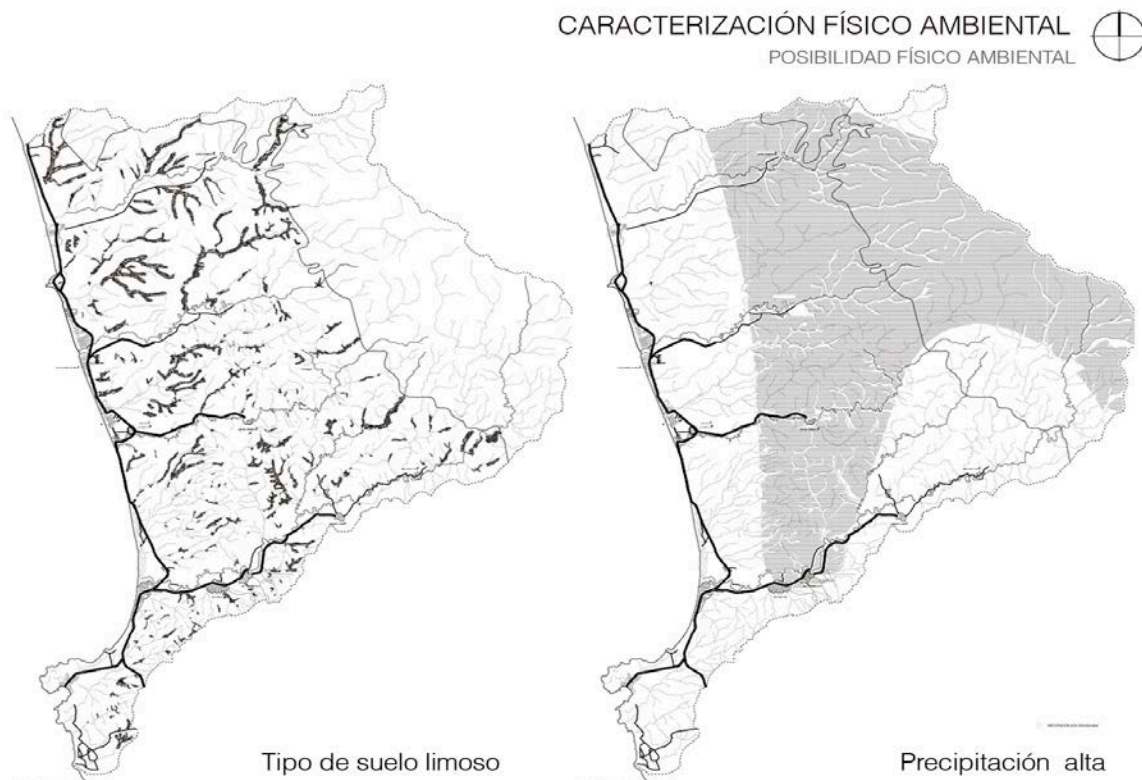 CARACTERIZACIÓN FÍSICO AMBIENTAL
POSIBILIDAD FÍSICO AMBIENTAL
Tipo de suelo limoso
Precipitación alta